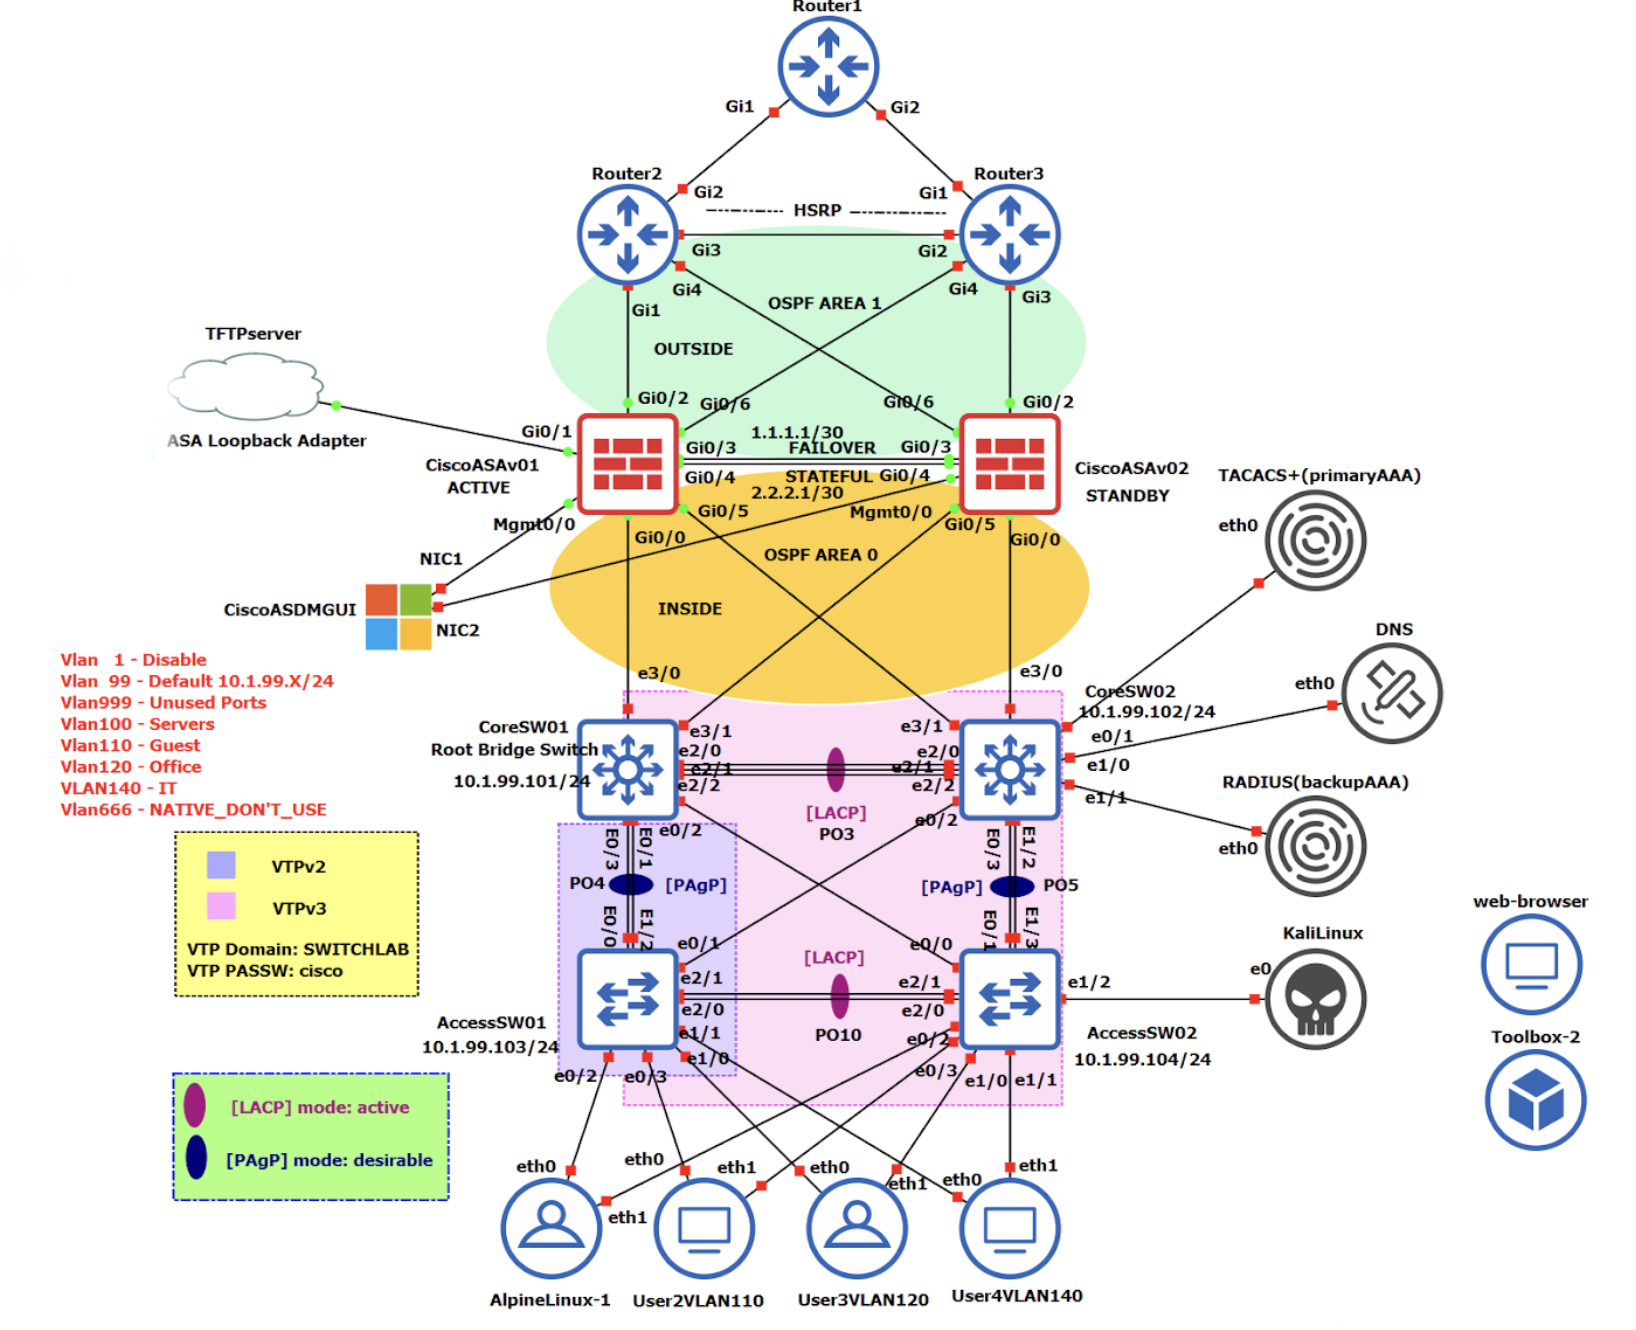 Router1
Gi1
Gi2
Router2
Router3
Gi2
Gi1
HSRP
Gi3
Gi2
Gi4
Gi4
Gi1
OSPF AREA 1
Gi3
TFTPserver
OUTSIDE
Gi0/2
Gi0/6
Gi0/6
Gi0/2
ASA Loopback Adapter
Gi0/1
1.1.1.1/30
Gi0/3
FAILOVER
Gi0/3
CiscoASAv01
ACTIVE
Gi0/4
STATEFUL
Gi0/4
2.2.2.1/30
CiscoASAv02
STANDBY
TACACS+(primaryAAA)
eth0
Mgmt0/0
Gi0/5
Mgmt0/0
Gi0/5
Gi0/0
Gi0/0
OSPF AREA 0
NIC1
CiscoASDMGUI
NIC2
INSIDE
DNS
eth0
Vlan   1 - Disable
Vlan  99 - Default 10.1.99.X/24
Vlan999 - Unused Ports
Vlan100 - Servers
Vlan110 - Guest
Vlan120 - Office
VLAN140 - IT
Vlan666 - NATIVE_DON'T_USE
e3/0
e3/0
CoreSW02
10.1.99.102/24
CoreSW01
Root Bridge Switch
10.1.99.101/24
e3/1
e3/1
e0/1
e2/0
e2/0
e1/0
e2/1
e2/1
e2/2
e2/2
e1/1
RADIUS(backupAAA)
eth0
[LACP]
PO3
e0/2
e0/2
E0/3
E0/1
E0/3
E1/2
VTPv2
VTPv3
VTP Domain: SWITCHLAB
VTP PASSW: cisco
PO4
[PAgP]
[PAgP]
PO5
E0/0
E1/2
E0/1
E1/3
e0/1
e0/0
[LACP]
e2/1
e2/1
e2/0
e2/0
PO10
e1/2
e0
KaliLinux
web-browser
AccessSW01
10.1.99.103/24
e1/1
e0/2
e1/0
AccessSW02
10.1.99.104/24
Toolbox-2
e0/2
e0/3
e0/3
e1/0
e1/1
[LACP] mode: active
[PAgP] mode: desirable
eth0
eth0
eth1
eth0
eth1
eth0
eth1
eth1
AlpineLinux-1
User2VLAN110
User3VLAN120
User4VLAN140